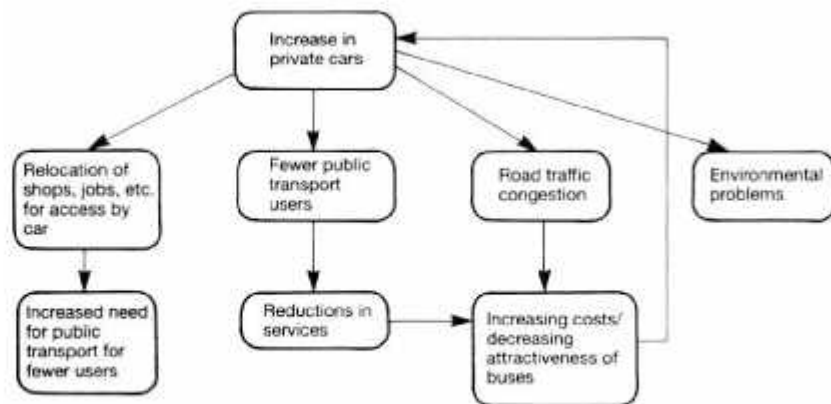 Increase in
private cars
Relocation of
shops, jobs, etc.
for access by
car
Fewer public
transport
users
Road traffic
congestion
Environmental
problems
Increased need
for public
transport for
fewer users
Reductions in
services
Increasing costs/
decreasing
attractiveness of
buses